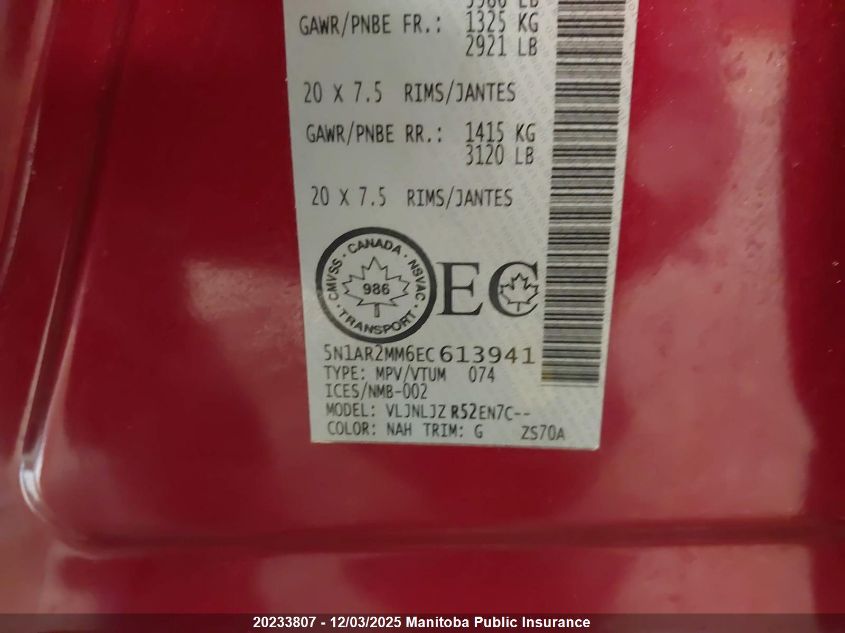 GAWR/PNBE FR.: 1325 KG
2921 LB
20 X 7.5 RIMS/JANTES
GAWR/PNBE RR.: 1415 KG
3120 LB
20 X 7.5 RIMS/JANTES
CMVSS · CANADA · NSVAC
986
TRANSPORT
EC
5N1AR2MM6EC613941
TYPE: MPV/VTUM 074
ICES/NMB-002
MODEL: VLJNLJZ R52EN7C--
COLOR: NAH TRIM: G ZS70A
20233807 - 12/03/2025 Manitoba Public Insurance